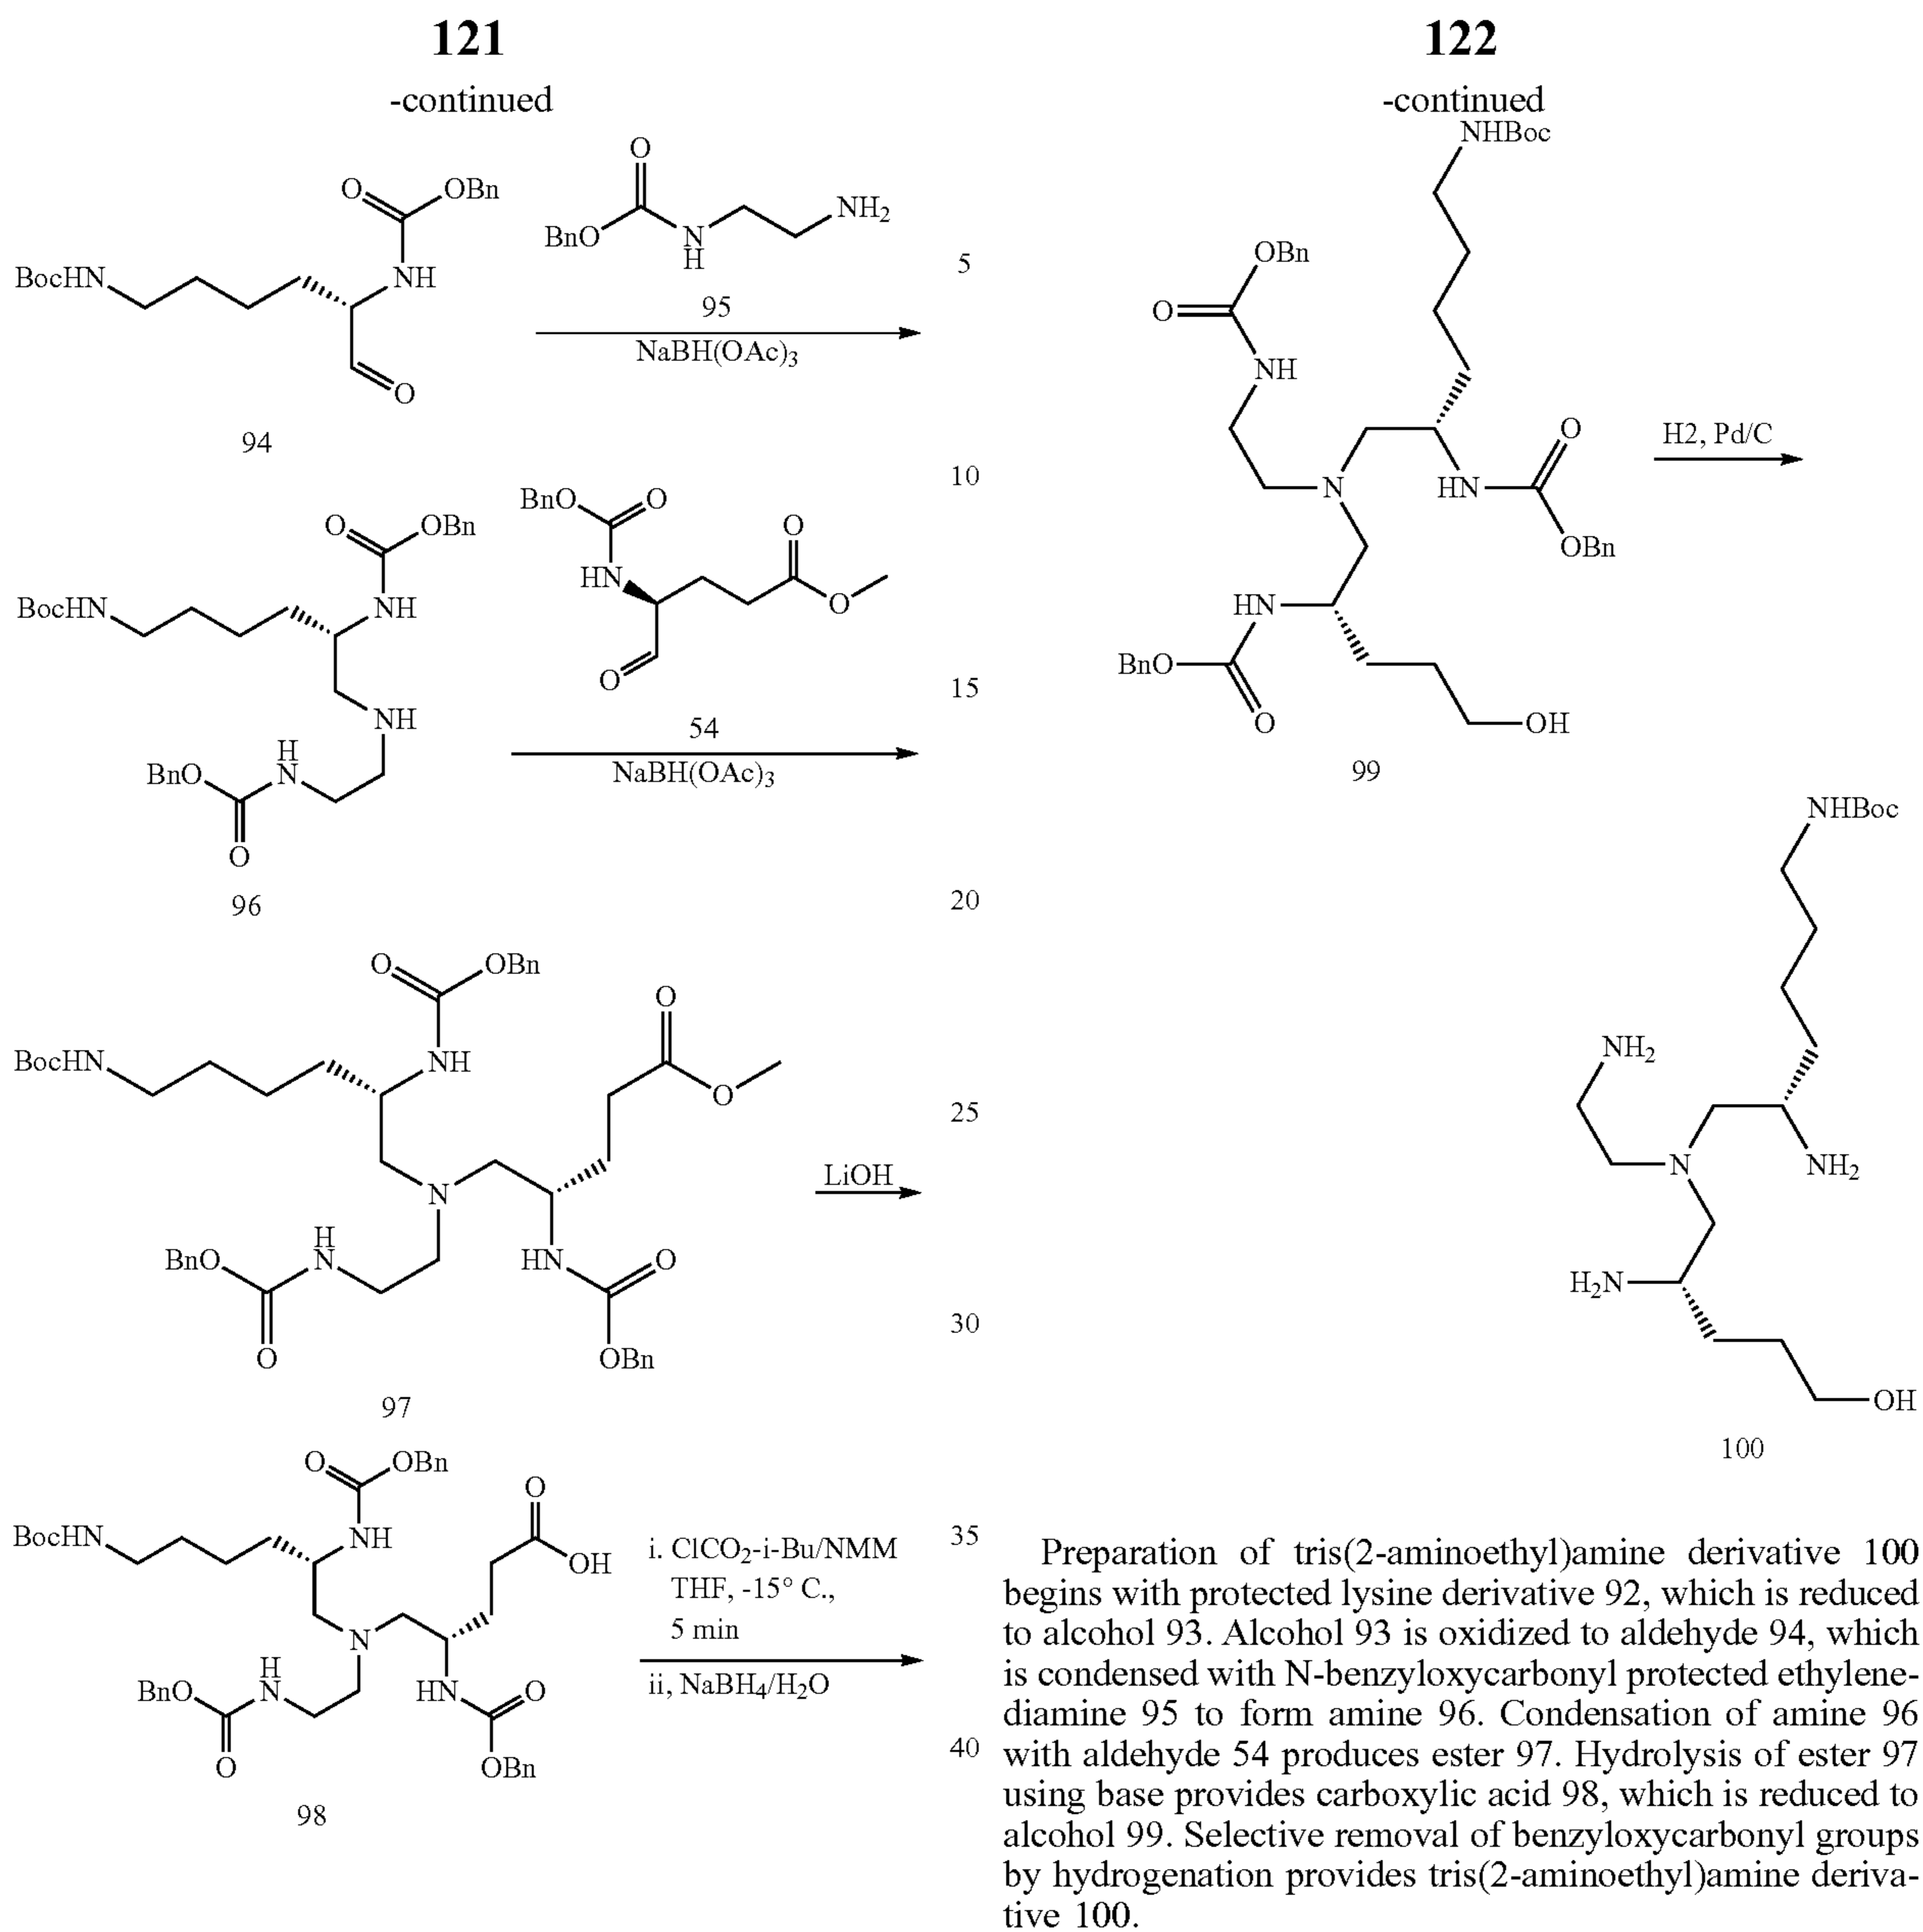 121
-continued
O
OBn
NH
BocHN
O
94
O
BnO
N
H
NH2
95
NaBH(OAc)3
O
OBn
BocHN
NH
NH
BnO
H
N
O
96
BnO
O
HN
O
O
O
54
NaBH(OAc)3
O
OBn
O
BocHN
NH
O
N
BnO
H
N
HN
O
O
OBn
97
LiOH
O
OBn
O
BocHN
NH
OH
N
BnO
H
N
HN
O
O
OBn
98
i. ClCO2-i-Bu/NMM
THF, -15° C.,
5 min
ii, NaBH4/H2O
5
10
15
20
25
30
35
40
122
-continued
NHBoc
OBn
O
NH
O
N
HN
OBn
HN
BnO
O
OH
99
H2, Pd/C
NHBoc
NH2
N
NH2
H2N
OH
100
Preparation of tris(2-aminoethyl)amine derivative 100
begins with protected lysine derivative 92, which is reduced
to alcohol 93. Alcohol 93 is oxidized to aldehyde 94, which
is condensed with N-benzyloxycarbonyl protected ethylene-
diamine 95 to form amine 96. Condensation of amine 96
with aldehyde 54 produces ester 97. Hydrolysis of ester 97
using base provides carboxylic acid 98, which is reduced to
alcohol 99. Selective removal of benzyloxycarbonyl groups
by hydrogenation provides tris(2-aminoethyl)amine deriva-
tive 100.